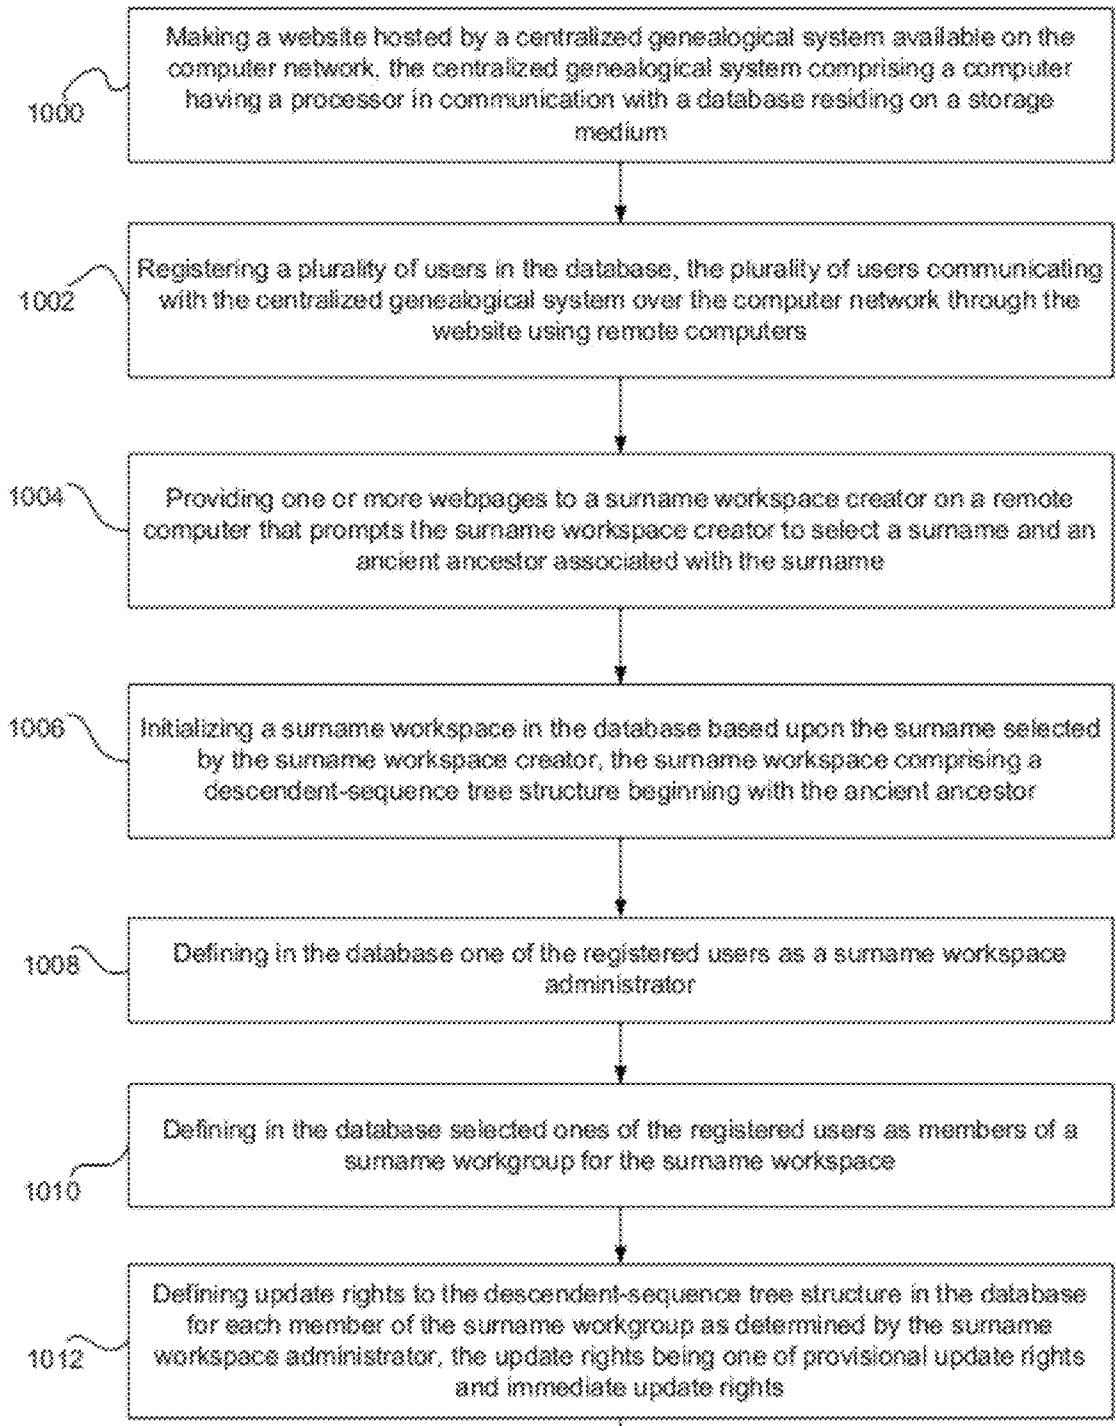 Making a website hosted by a centralized genealogical system available on the
computer network, the centralized genealogical system comprising a computer
having a processor in communication with a database residing on a storage
medium
1000
Registering a plurality of users in the database, the plurality of users communicating
with the centralized genealogical system over the computer network through the
website using remote computers
1002
1004
Providing one or more webpages to a surname workspace creator on a remote
computer that prompts the surname workspace creator to select a surname and an
ancient ancestor associated with the surname
1006
Initializing a surname workspace in the database based upon the surname selected
by the surname workspace creator, the surname workspace comprising a
descendent-sequence tree structure beginning with the ancient ancestor
1008
Defining in the database one of the registered users as a surname workspace
administrator
Defining in the database selected ones of the registered users as members of a
surname workgroup for the surname workspace
1010
Defining update rights to the descendent-sequence tree structure in the database
for each member of the surname workgroup as determined by the surname
workspace administrator, the update rights being one of provisional update rights
and immediate update rights
1012